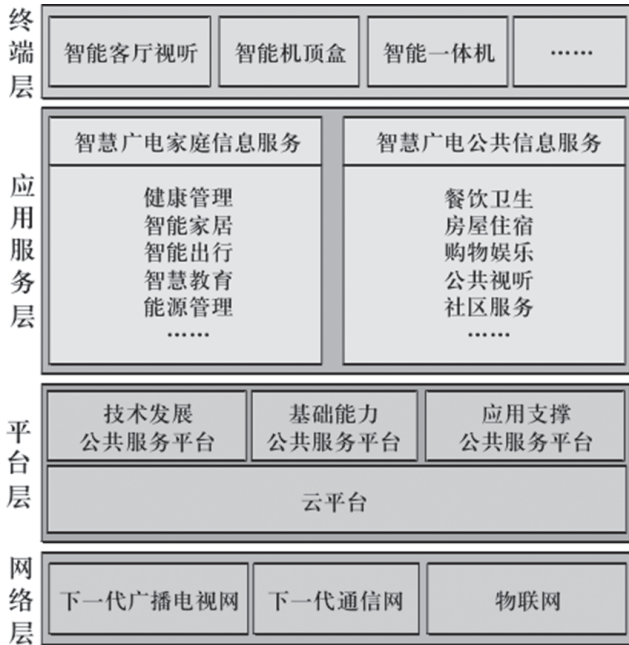 终端层
智能客厅视听
智能机顶盒
智能一体机
……
应用服务层
智慧广电家庭信息服务
健康管理
智能家居
智能出行
智慧教育
能源管理
……
智慧广电公共信息服务
餐饮卫生
房屋住宿
购物娱乐
公共视听
社区服务
……
平台层
技术发展
公共服务平台
基础能力
公共服务平台
应用支撑
公共服务平台
云平台
网络层
下一代广播电视网
下一代通信网
物联网